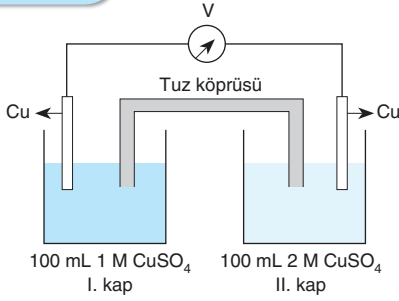 V
Tuz köprüsü
Cu
Cu
100 mL 1 M CuSO₄
I. kap
100 mL 2 M CuSO₄
II. kap